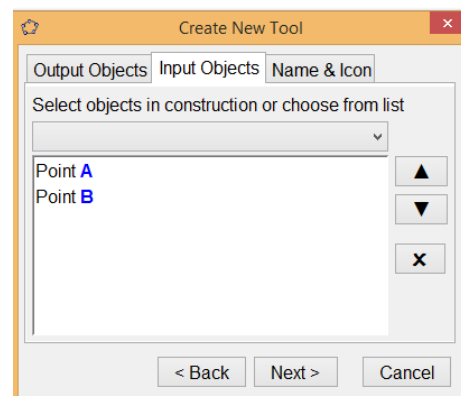 Create New Tool
Output Objects Input Objects Name & Icon
Select objects in construction or choose from list
Point A
Point B
< Back Next > Cancel